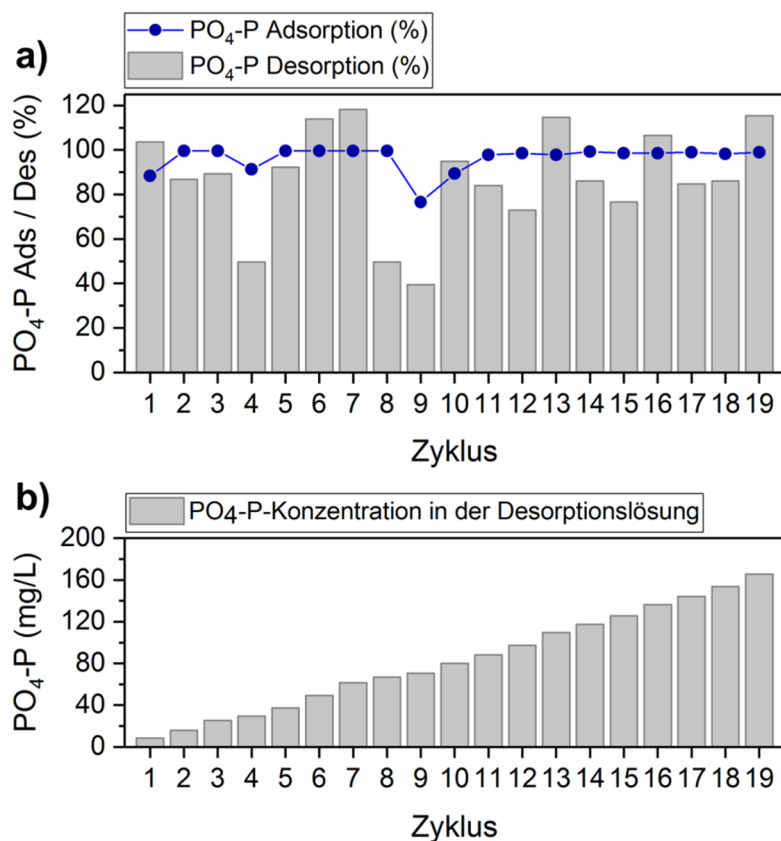 PO₄-P Adsorption (%)
a)
PO₄-P Desorption (%)
PO₄-P Ads / Des (%)
120
100
80
60
40
20
0
1 2 3 4 5 6 7 8 9 10 11 12 13 14 15 16 17 18 19
Zyklus
b)
PO4-P-Konzentration in der Desorptionslösung
PO₄-P (mg/L)
200
160
120
80
40
0
1 2 3 4 5 6 7 8 9 10 11 12 13 14 15 16 17 18 19
Zyklus